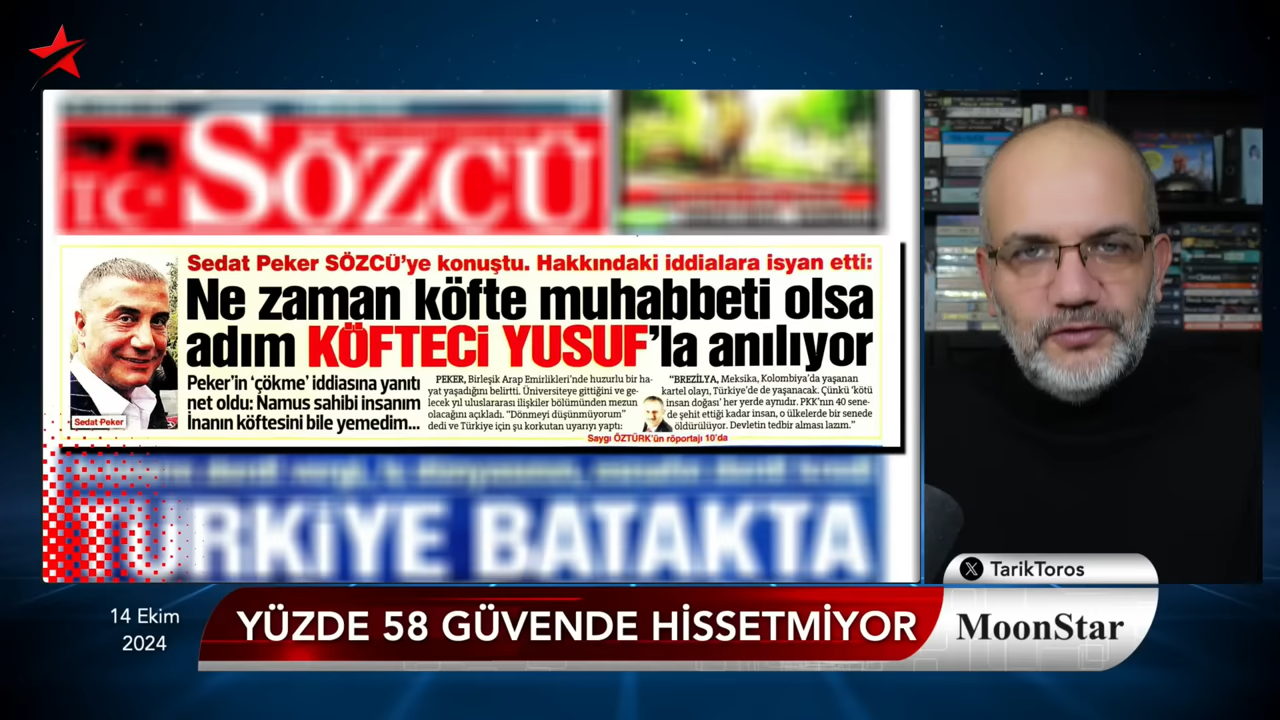 SÖZCÜ
Sedat Peker SÖZCÜ'ye konuştu. Hakkındaki iddialara isyan etti:
Ne zaman köfte muhabbeti olsa
adım KÖFTECİ YUSUF'la anılıyor
Peker'in 'çökme' iddiasına yanıtı
net oldu: Namus sahibi insanım
İnanın köftesini bile yemedim...
Sedat Peker
PEKER, Birleşik Arap Emirlikleri'nde huzurlu bir ha-
yat yaşadığını belirtti. Üniversiteye gittiğini ve ge-
lecek yıl uluslararası ilişkiler bölümünden mezun
olacağını açıkladı. "Dönmeyi düşünmüyorum"
dedi ve Türkiye için şu korkutan uyarıyı yaptı:
"BREZİLYA, Meksika, Kolombiya'da yaşanan
kartel olayı, Türkiye'de de yaşanacak. Çünkü 'kötü
insan doğası' her yerde aynıdır. PKK'nın 40 sene-
de şehit ettiği kadar insan, o ülkelerde bir senede
öldürülüyor. Devletin tedbir alması lazım."
Saygı ÖZTÜRK'ün röportajı 10'da
TÜRKİYE BATAKTA
TarikToros
14 Ekim
2024
YÜZDE 58 GÜVENDE HİSSETMİYOR
MoonStar